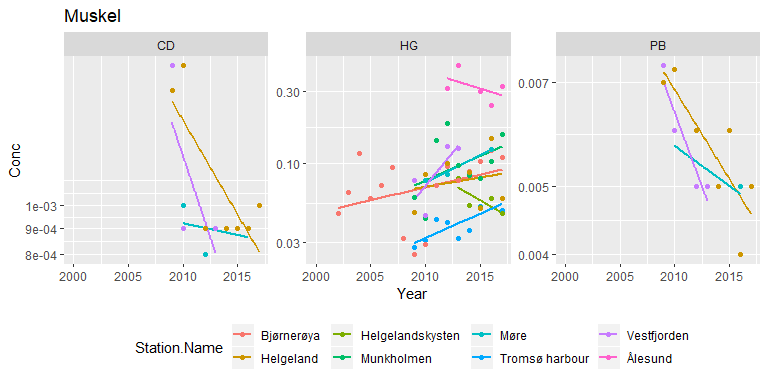 Muskel
CD HG PB
Conc
1e-03
9e-04
8e-04
0.30
0.10
0.03
0.007
0.005
0.004
2000 2005 2010 2015 2000 2005 2010 2015 2000 2005 2010 2015
Year
Station.Name
Bjørnerøya Helgelandskysten Møre Vestfjorden
Helgeland Munkholmen Tromsø harbour Ålesund